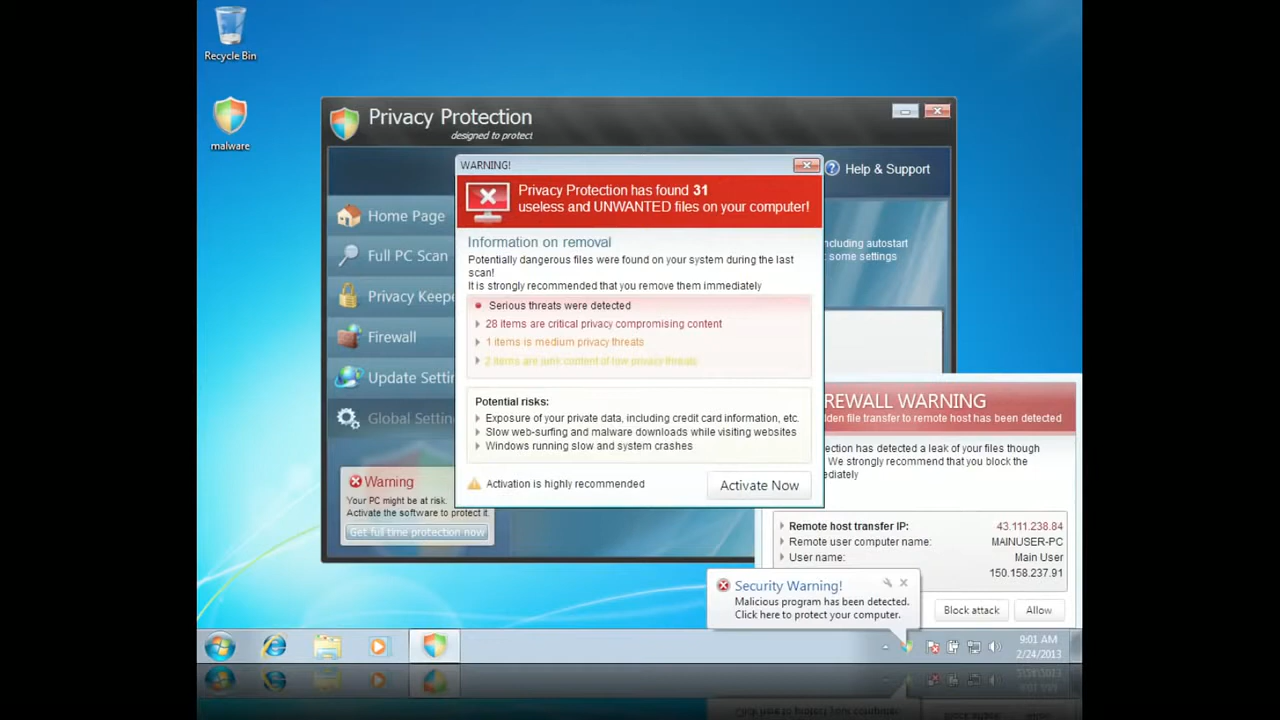 Recycle Bin
malware
Privacy Protection
designed to protect
Help & Support
Home Page
Full PC Scan
Privacy Keepe
Firewall
Update Setti
Global Settin
Warning
Your PC might be at risk.
Activate the software to protect it.
Get full time protection now
including autostart
some settings
WARNING!
Privacy Protection has found 31
useless and UNWANTED files on your computer!
Information on removal
Potentially dangerous files were found on your system during the last
scan!
It is strongly recommended that you remove them immediately
Serious threats were detected
28 items are critical privacy compromising content
1 items is medium privacy threats
2 items are junk content of low privacy threats
Potential risks:
Exposure of your private data, including credit card information, etc.
Slow web-surfing and malware downloads while visiting websites
Windows running slow and system crashes
Activation is highly recommended
Activate Now
REWALL WARNING
den file transfer to remote host has been detected
ection has detected a leak of your files though
We strongly recommend that you block the
ediately
Remote host transfer IP: 43.111.238.84
Remote user computer name: MAINUSER-PC
User name: Main User
150.158.237.91
Block attack
Allow
Security Warning!
Malicious program has been detected.
Click here to protect your computer.
9:01 AM
2/24/2013